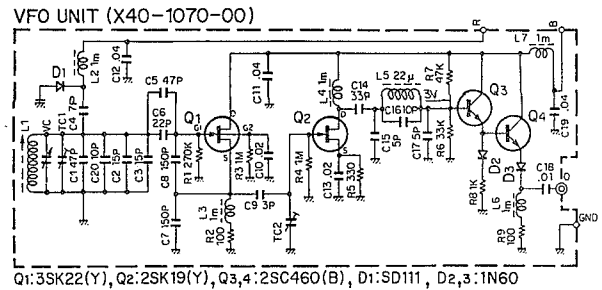 VFO UNIT (X40-1070-00)
R
B
L7 1m
D1
L2 1m
C12 .04
C5 47P
C11 .04
L4 1m
C14
33P
L5 22μ
R7
47K
Q3
Q4
C19 .04
C4 7P
C6
22P
Q1
Q2
C16 10P
3V
L1
VC
TC1
C1 47P
C20 10P
C2 15P
C3 15P
C8 150P
R1 270K
G1
D
G2
S
R3 1M
C10 .02
R4 1M
D
S
C13 .02
R5 330
C15
5P
C17 5P
R6 33K
D2
D3
R8 1K
C18
.01
O
C7 150P
L3
1m
R2
100
C9 3P
TC2
L6
1m
R9
100
GND
Q1:3SK22(Y), Q2:2SK19(Y), Q3,4:2SC460(B), D1:SD111, D2,3:1N60